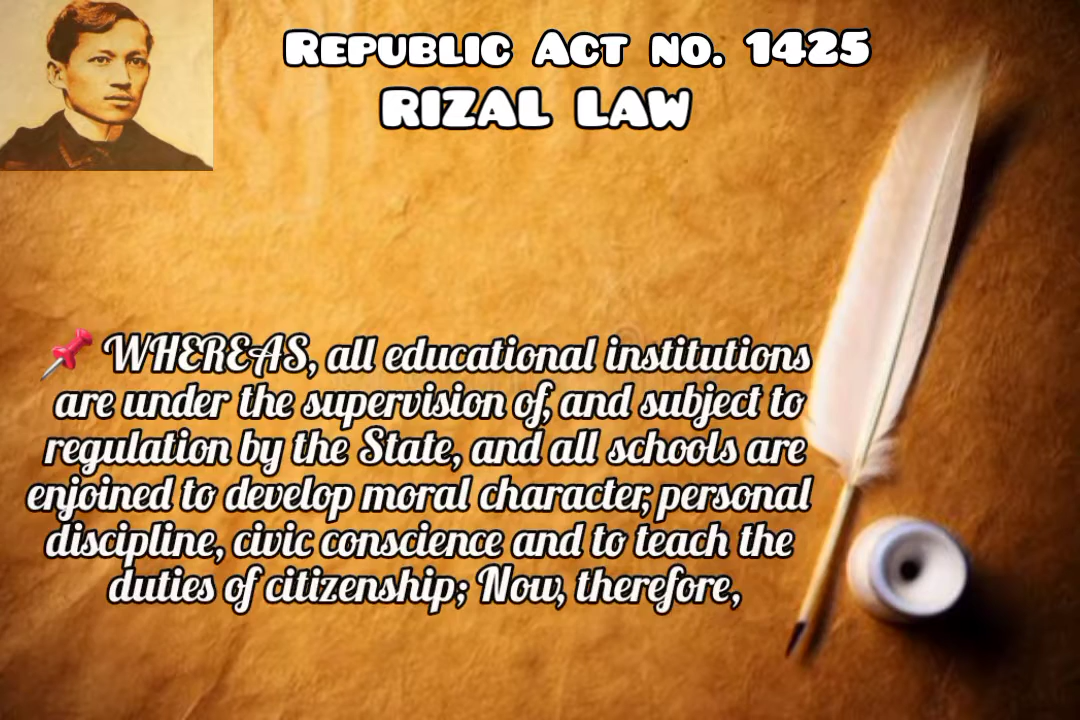 Republic Act no. 1425
RIZAL LAW
📌 WHEREAS, all educational institutions
are under the supervision of, and subject to
regulation by the State, and all schools are
enjoined to develop moral character, personal
discipline, civic conscience and to teach the
duties of citizenship; Now, therefore,